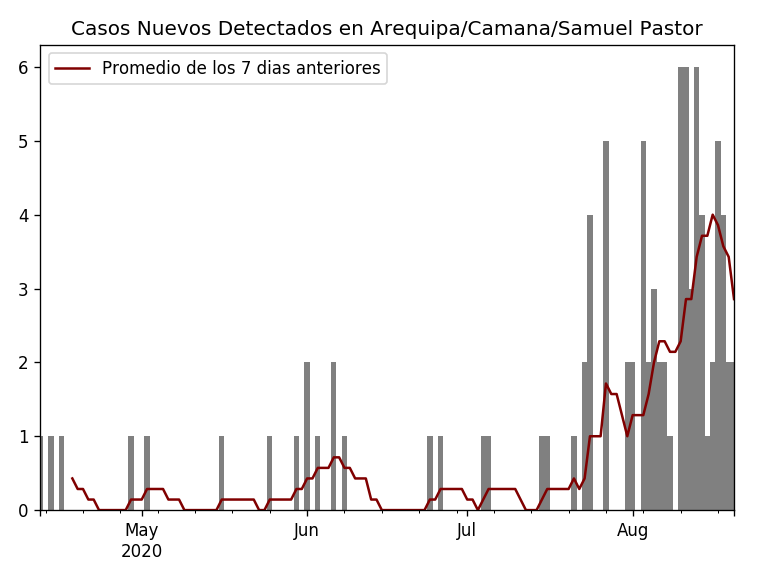 Casos Nuevos Detectados en Arequipa/Camana/Samuel Pastor
Promedio de los 7 dias anteriores
6
5
4
3
2
1
0
May Jun Jul Aug
2020